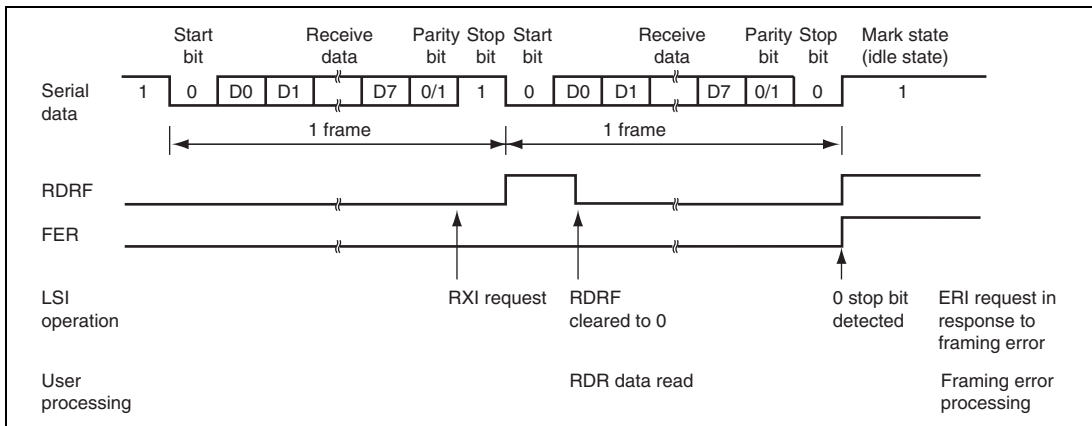 Start bit Receive data Parity bit Stop bit Start bit Receive data Parity bit Stop bit Mark state (idle state)
Serial data 1 0 D0 D1 D7 0/1 1 0 D0 D1 D7 0/1 0 1
1 frame 1 frame
RDRF
FER
LSI operation RXI request RDRF cleared to 0 0 stop bit detected ERI request in response to framing error
User processing RDR data read Framing error processing